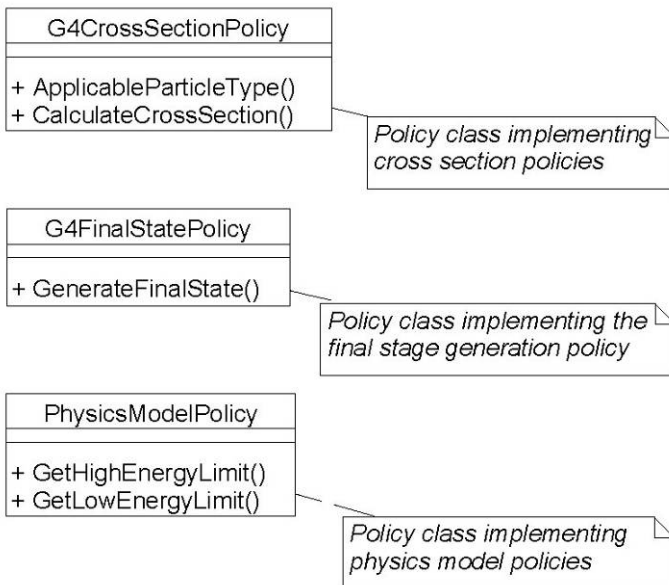 G4CrossSectionPolicy
+ ApplicableParticleType()
+ CalculateCrossSection()
Policy class implementing
cross section policies
G4FinalStatePolicy
+ GenerateFinalState()
Policy class implementing the
final stage generation policy
PhysicsModelPolicy
+ GetHighEnergyLimit()
+ GetLowEnergyLimit()
Policy class implementing
physics model policies